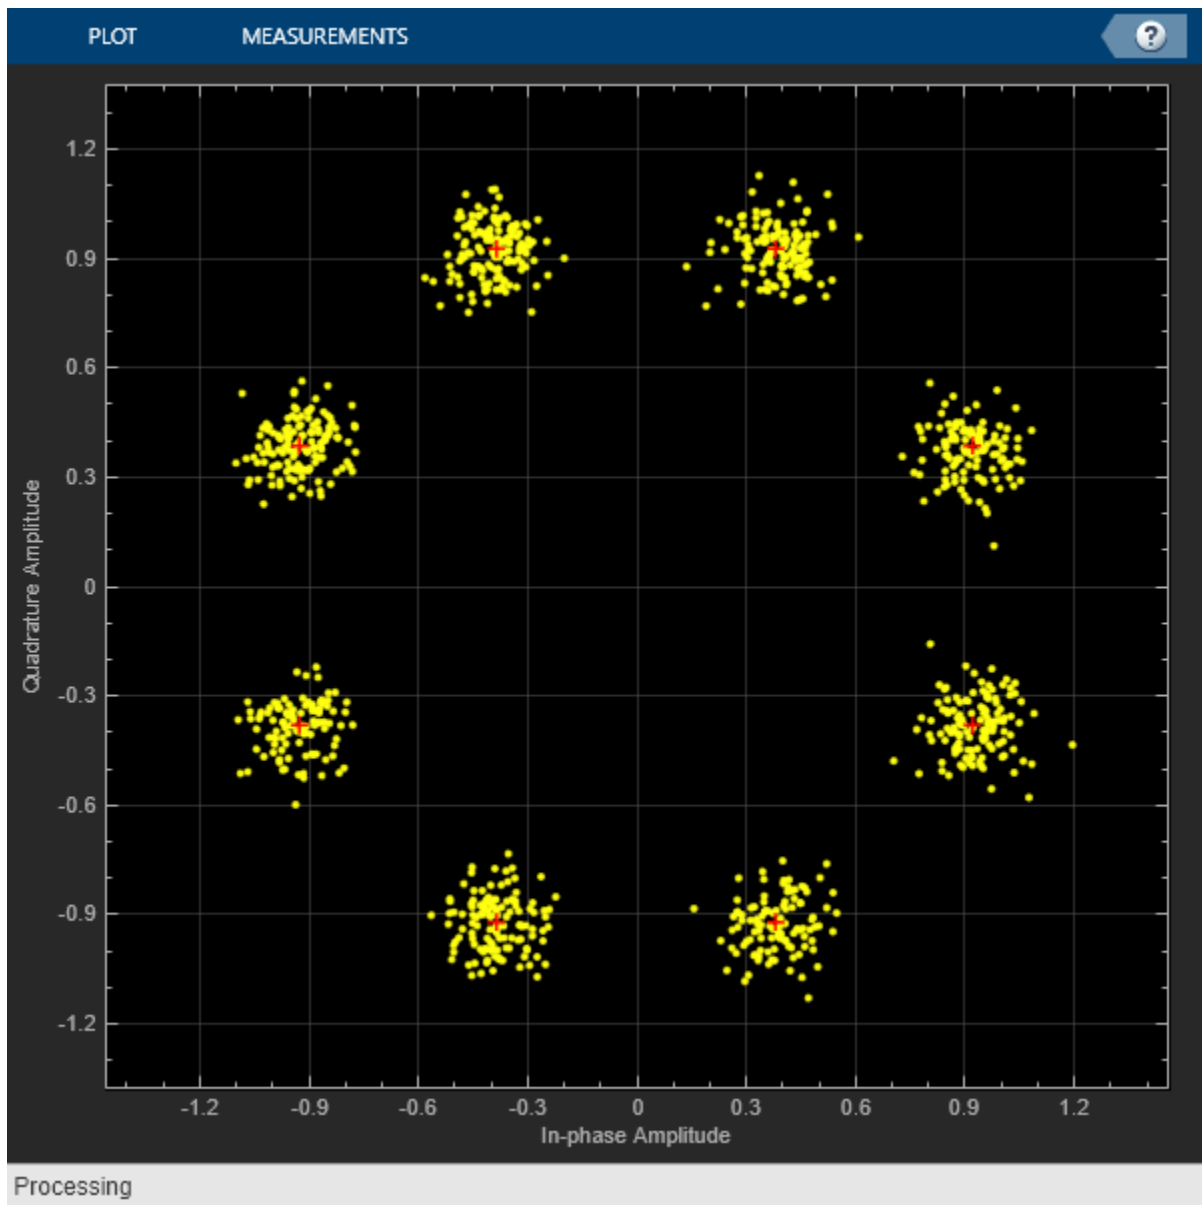 PLOT MEASUREMENTS ?
1.2
0.9
0.6
0.3
0
-0.3
-0.6
-0.9
-1.2
Quadrature Amplitude
-1.2 -0.9 -0.6 -0.3 0 0.3 0.6 0.9 1.2
In-phase Amplitude
Processing